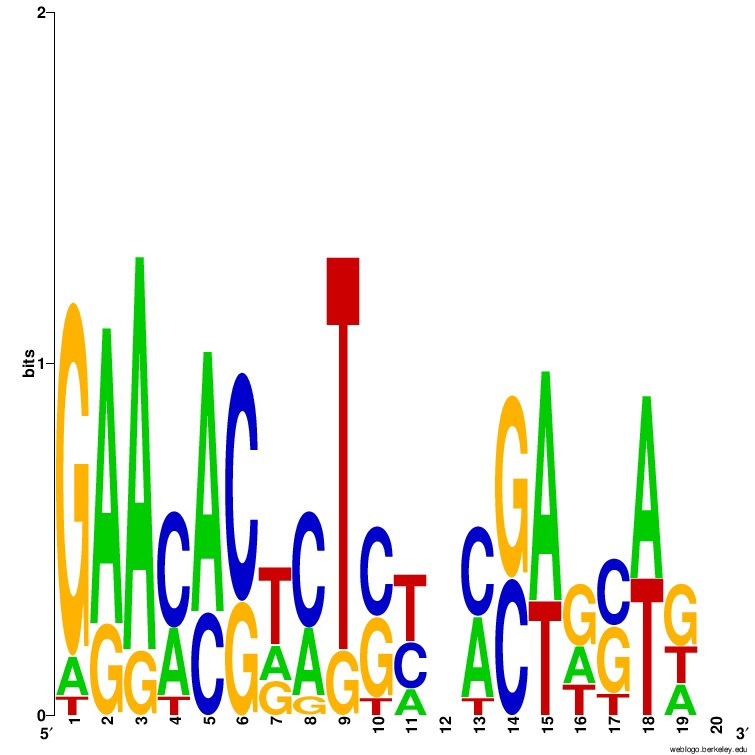 2
bits
1
0
G A A C A C T C T C T C G A G C A G
A G G A C G A A G G C A C T A G T T
T T G G T A T T T A
5′ 1 2 3 4 5 6 7 8 9 10 11 12 13 14 15 16 17 18 19 20 3′
weblogo.berkeley.edu